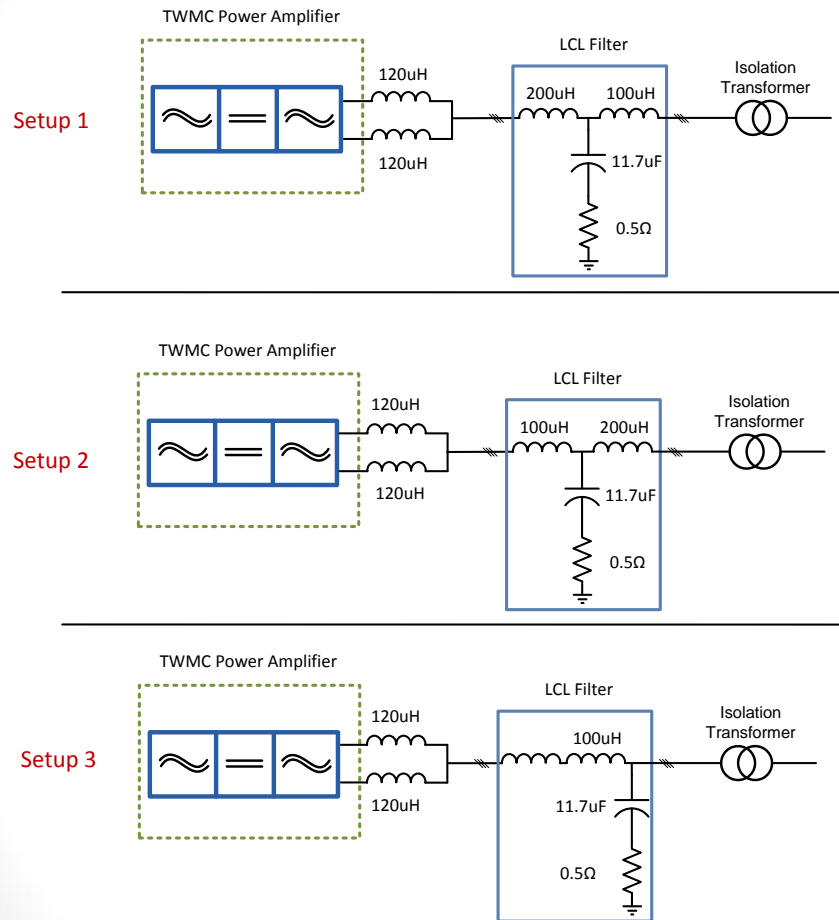 TWMC Power Amplifier
LCL Filter
Isolation
Transformer
Setup 1
120uH
120uH
200uH
100uH
11.7uF
0.5Ω
TWMC Power Amplifier
LCL Filter
Isolation
Transformer
Setup 2
120uH
120uH
100uH
200uH
11.7uF
0.5Ω
TWMC Power Amplifier
LCL Filter
Isolation
Transformer
Setup 3
120uH
120uH
100uH
11.7uF
0.5Ω